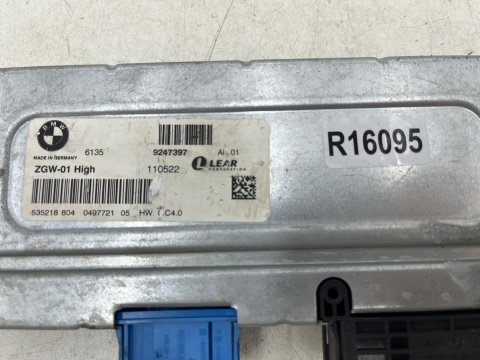 BMW
MADE IN GERMANY
6135 9247397 AI 01
ZGW-01 High 110522
LEAR
CORPORATION
535218 804 0497721 05 HW C4.0
R16095